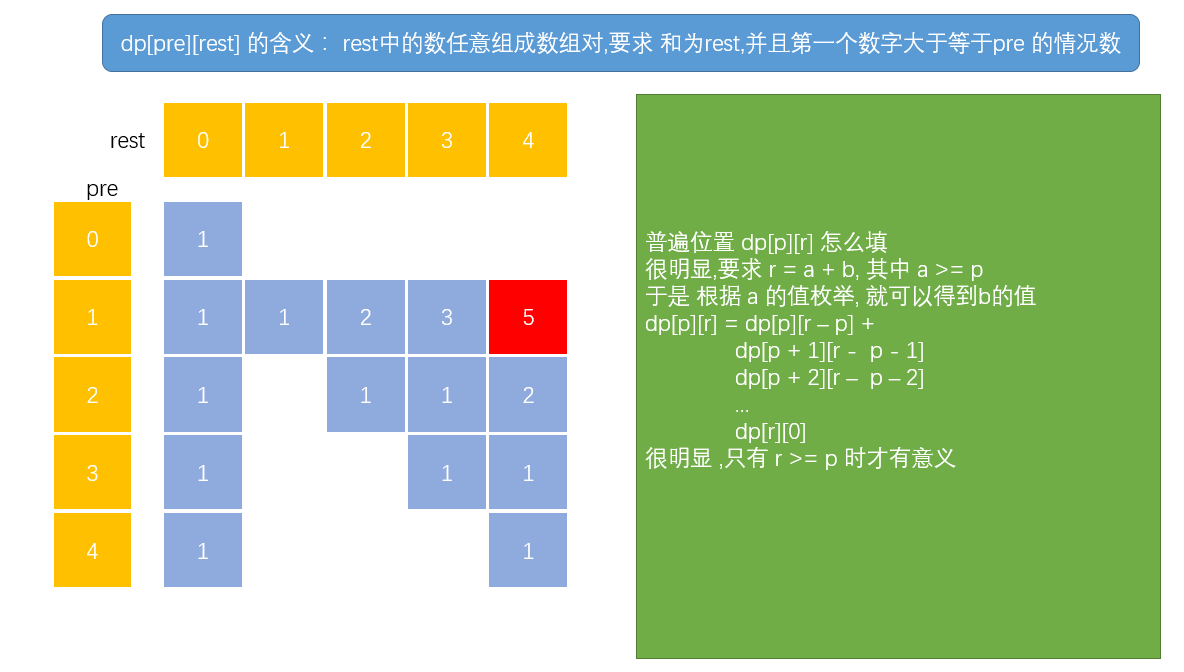 dp[pre][rest] 的含义： rest中的数任意组成数组对,要求 和为rest,并且第一个数字大于等于pre 的情况数
rest 0 1 2 3 4
pre
0 1
1 1 1 2 3 5
2 1 1 1 2
3 1 1 1
4 1 1
普遍位置 dp[p][r] 怎么填
很明显,要求 r = a + b, 其中 a >= p
于是 根据 a 的值枚举, 就可以得到b的值
dp[p][r] = dp[p][r – p] +
dp[p + 1][r - p - 1]
dp[p + 2][r – p – 2]
...
dp[r][0]
很明显 ,只有 r >= p 时才有意义